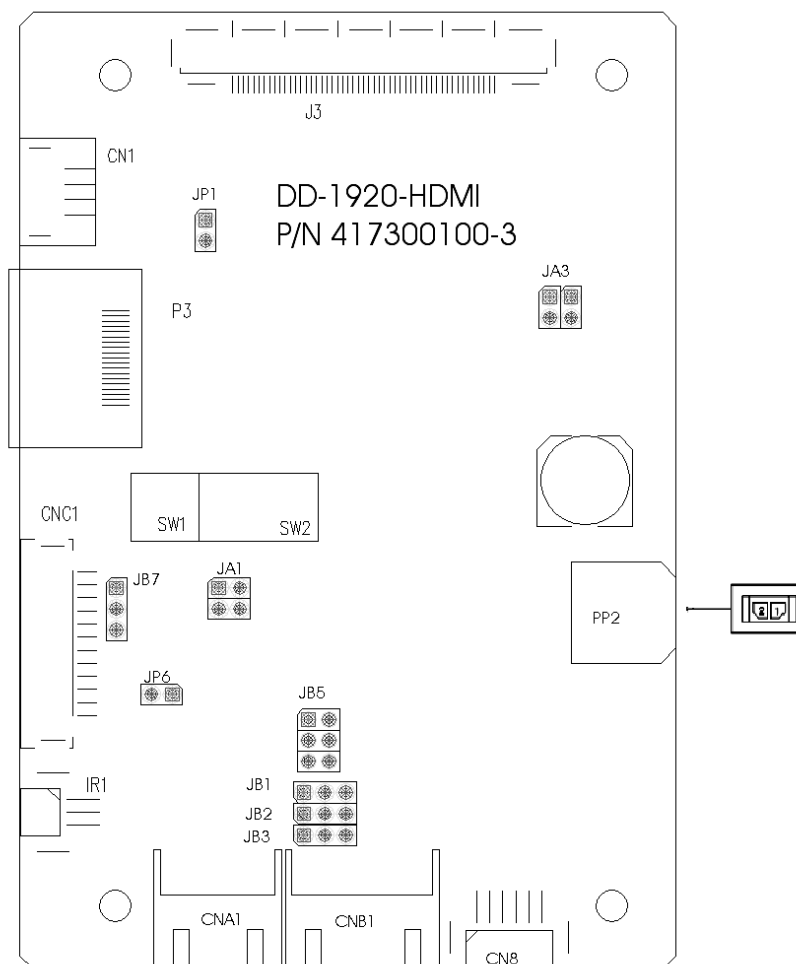 J3
CN1
JP1
DD-1920-HDMI
P/N 417300100-3
JA3
P3
SW1
SW2
CNC1
JB7
JA1
PP2
2 1
JP6
JB5
IR1
JB1
JB2
JB3
CNA1
CNB1
CN8